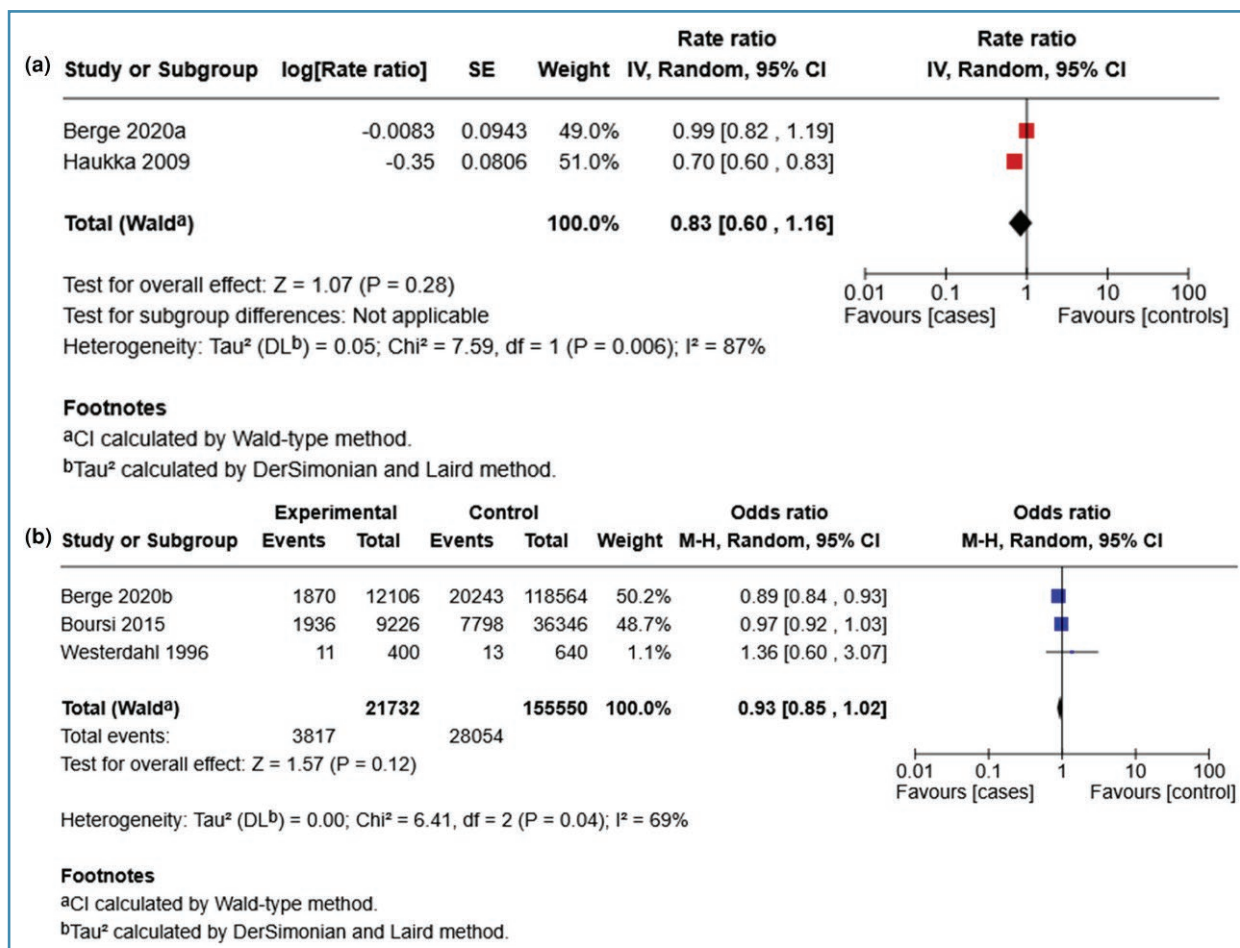 Rate ratio Rate ratio
(a) Study or Subgroup log[Rate ratio] SE Weight IV, Random, 95% CI IV, Random, 95% CI
Berge 2020a -0.0083 0.0943 49.0% 0.99 [0.82 , 1.19]
Haukka 2009 -0.35 0.0806 51.0% 0.70 [0.60 , 0.83]
Total (Waldᵃ) 100.0% 0.83 [0.60 , 1.16]
Test for overall effect: Z = 1.07 (P = 0.28)
Test for subgroup differences: Not applicable
Heterogeneity: Tau² (DLᵇ) = 0.05; Chi² = 7.59, df = 1 (P = 0.006); I² = 87%
0.01 0.1 1 10 100
Favours [cases] Favours [controls]
Footnotes
ᵃCI calculated by Wald-type method.
ᵇTau² calculated by DerSimonian and Laird method.
Experimental Control Odds ratio Odds ratio
(b) Study or Subgroup Events Total Events Total Weight M-H, Random, 95% CI M-H, Random, 95% CI
Berge 2020b 1870 12106 20243 118564 50.2% 0.89 [0.84 , 0.93]
Boursi 2015 1936 9226 7798 36346 48.7% 0.97 [0.92 , 1.03]
Westerdahl 1996 11 400 13 640 1.1% 1.36 [0.60 , 3.07]
Total (Waldᵃ) 21732 155550 100.0% 0.93 [0.85 , 1.02]
Total events: 3817 28054
Test for overall effect: Z = 1.57 (P = 0.12)
0.01 0.1 1 10 100
Favours [cases] Favours [control]
Heterogeneity: Tau² (DLᵇ) = 0.00; Chi² = 6.41, df = 2 (P = 0.04); I² = 69%
Footnotes
ᵃCI calculated by Wald-type method.
ᵇTau² calculated by DerSimonian and Laird method.